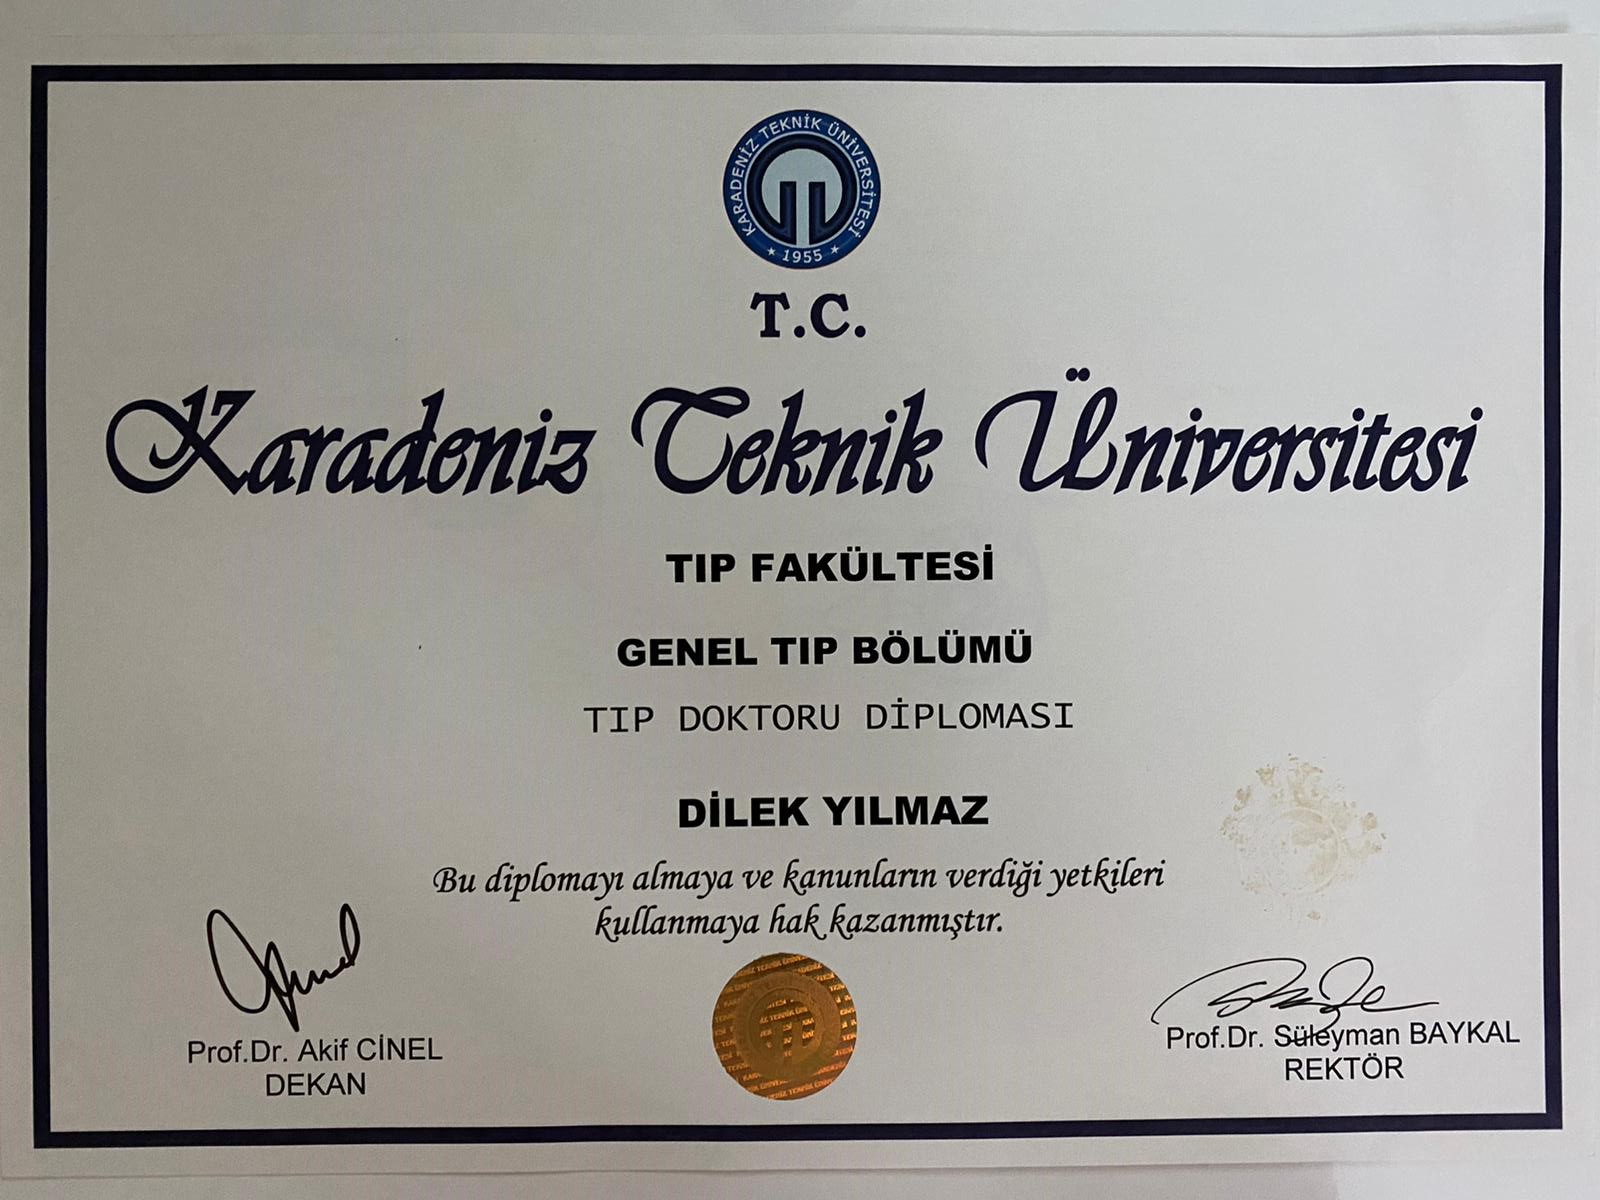 KARADENİZ TEKNİK ÜNİVERSİTESİ
★ 1955 ★
T.C.
Karadeniz Teknik Üniversitesi
TIP FAKÜLTESİ
GENEL TIP BÖLÜMÜ
TIP DOKTORU DİPLOMASI
DİLEK YILMAZ
Bu diplomayı almaya ve kanunların verdiği yetkileri
kullanmaya hak kazanmıştır.
Prof.Dr. Akif CİNEL
DEKAN
Prof.Dr. Süleyman BAYKAL
REKTÖR